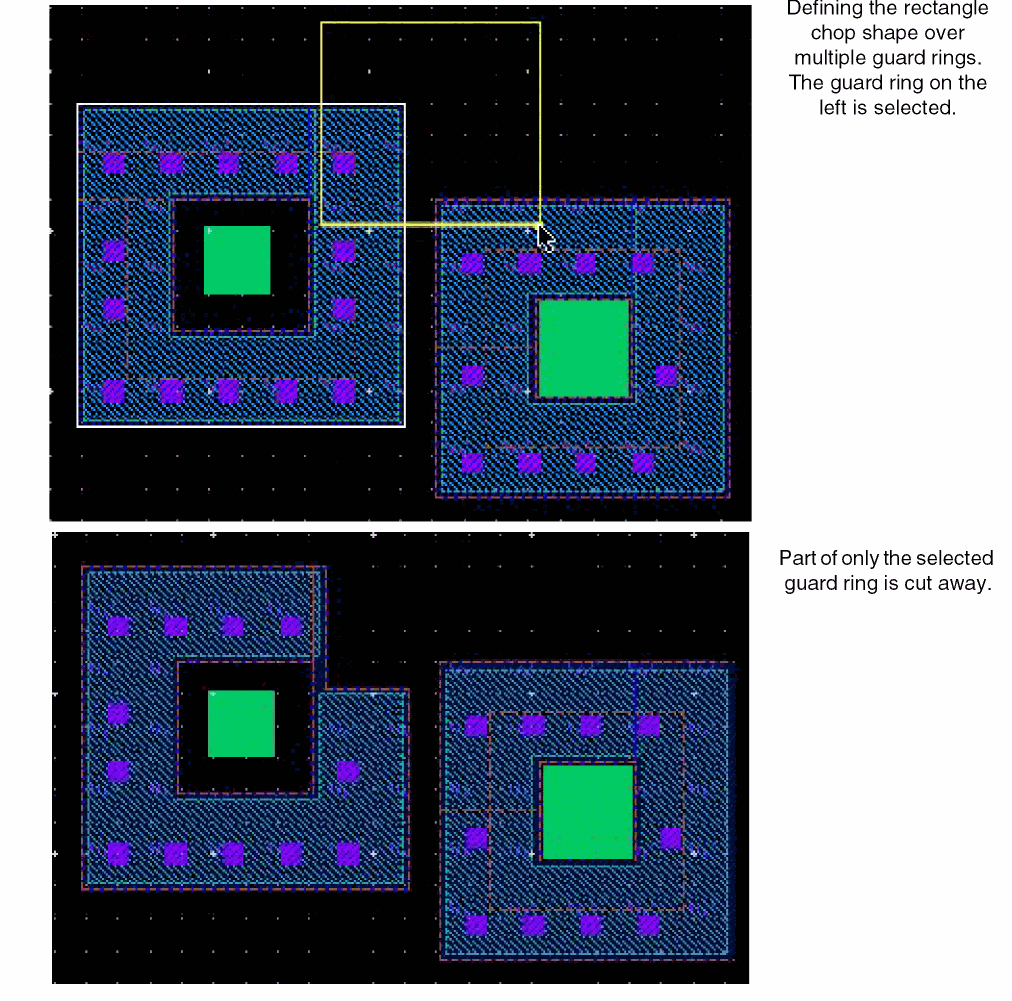 Defining the rectangle
chop shape over
multiple guard rings.
The guard ring on the
left is selected.
Part of only the selected
guard ring is cut away.